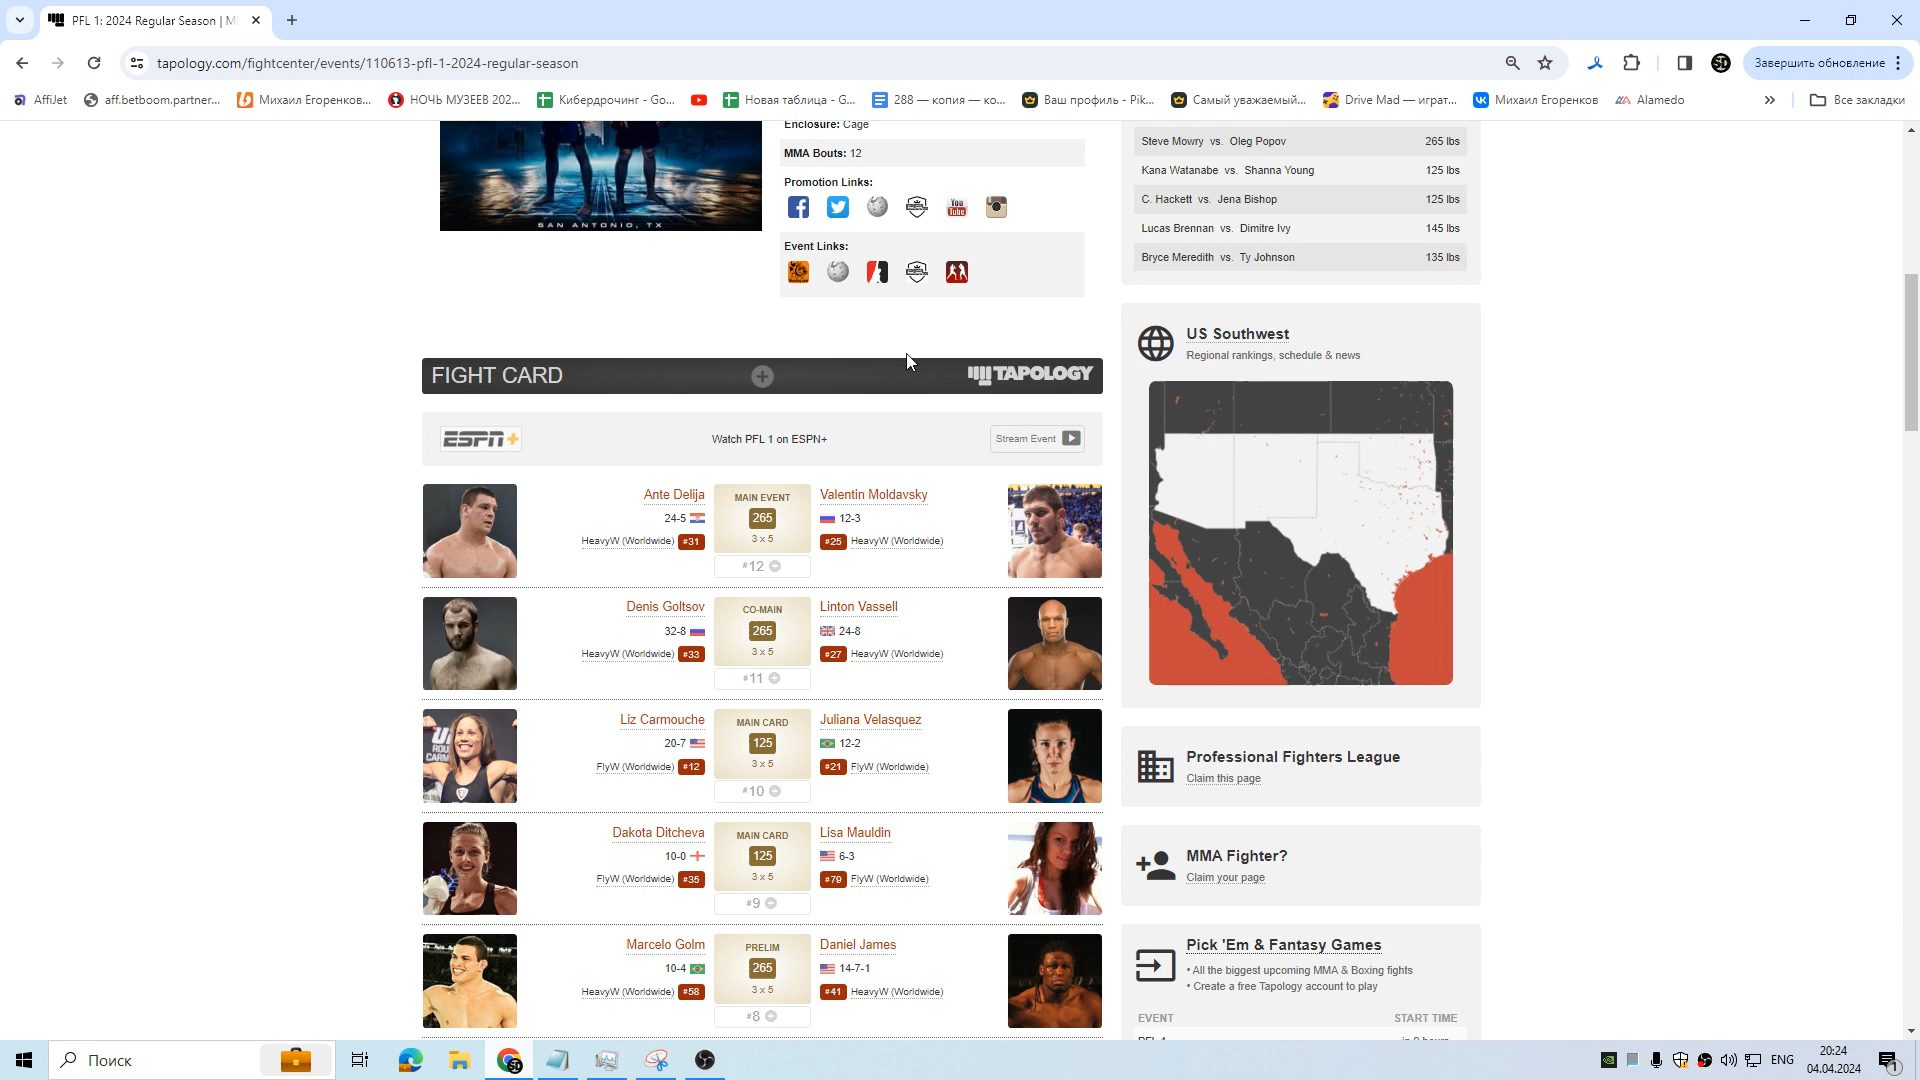 PFL 1: 2024 Regular Season | M
tapology.com/fightcenter/events/110613-pfl-1-2024-regular-season
Завершить обновление
AffiJet
aff.betboom.partner...
Михаил Егоренков...
НОЧЬ МУЗЕЕВ 202...
Кибердрочинг - Go...
Новая таблица - G...
288 — копия — ко...
Ваш профиль - Pik...
Самый уважаемый...
Drive Mad — играт...
Михаил Егоренков
Alamedo
Все закладки
SAN ANTONIO, TX
Enclosure: Cage
MMA Bouts: 12
Promotion Links:
You Tube
Event Links:
FIGHT CARD
TAPOLOGY
ESPN+
Watch PFL 1 on ESPN+
Stream Event
Ante Delija
MAIN EVENT
Valentin Moldavsky
24-5
265
12-3
HeavyW (Worldwide) #31
3 x 5
#25 HeavyW (Worldwide)
#12
Denis Goltsov
CO-MAIN
Linton Vassell
32-8
265
24-8
HeavyW (Worldwide) #33
3 x 5
#27 HeavyW (Worldwide)
#11
Liz Carmouche
MAIN CARD
Juliana Velasquez
20-7
125
12-2
FlyW (Worldwide) #12
3 x 5
#21 FlyW (Worldwide)
#10
Dakota Ditcheva
MAIN CARD
Lisa Mauldin
10-0
125
6-3
FlyW (Worldwide) #35
3 x 5
#79 FlyW (Worldwide)
#9
Marcelo Golm
PRELIM
Daniel James
10-4
265
14-7-1
HeavyW (Worldwide) #58
3 x 5
#41 HeavyW (Worldwide)
#8
Steve Mowry vs. Oleg Popov 265 lbs
Kana Watanabe vs. Shanna Young 125 lbs
C. Hackett vs. Jena Bishop 125 lbs
Lucas Brennan vs. Dimitre Ivy 145 lbs
Bryce Meredith vs. Ty Johnson 135 lbs
US Southwest
Regional rankings, schedule & news
Professional Fighters League
Claim this page
MMA Fighter?
Claim your page
Pick 'Em & Fantasy Games
• All the biggest upcoming MMA & Boxing fights
• Create a free Tapology account to play
EVENT START TIME
Поиск
ENG
20:24
04.04.2024
1